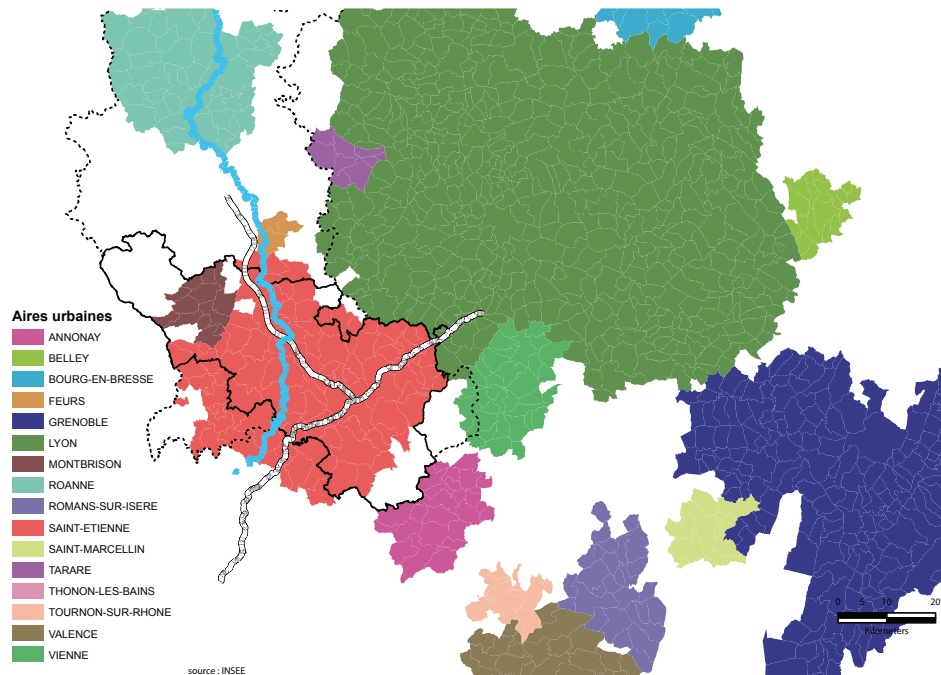 Aires urbaines
ANNONAY
BELLEY
BOURG-EN-BRESSE
FEURS
GRENOBLE
LYON
MONTBRISON
ROANNE
ROMANS-SUR-ISERE
SAINT-ETIENNE
SAINT-MARCELLIN
TARARE
THONON-LES-BAINS
TOURNON-SUR-RHONE
VALENCE
VIENNE
0 5 10 20
Kilometers
source : INSEE